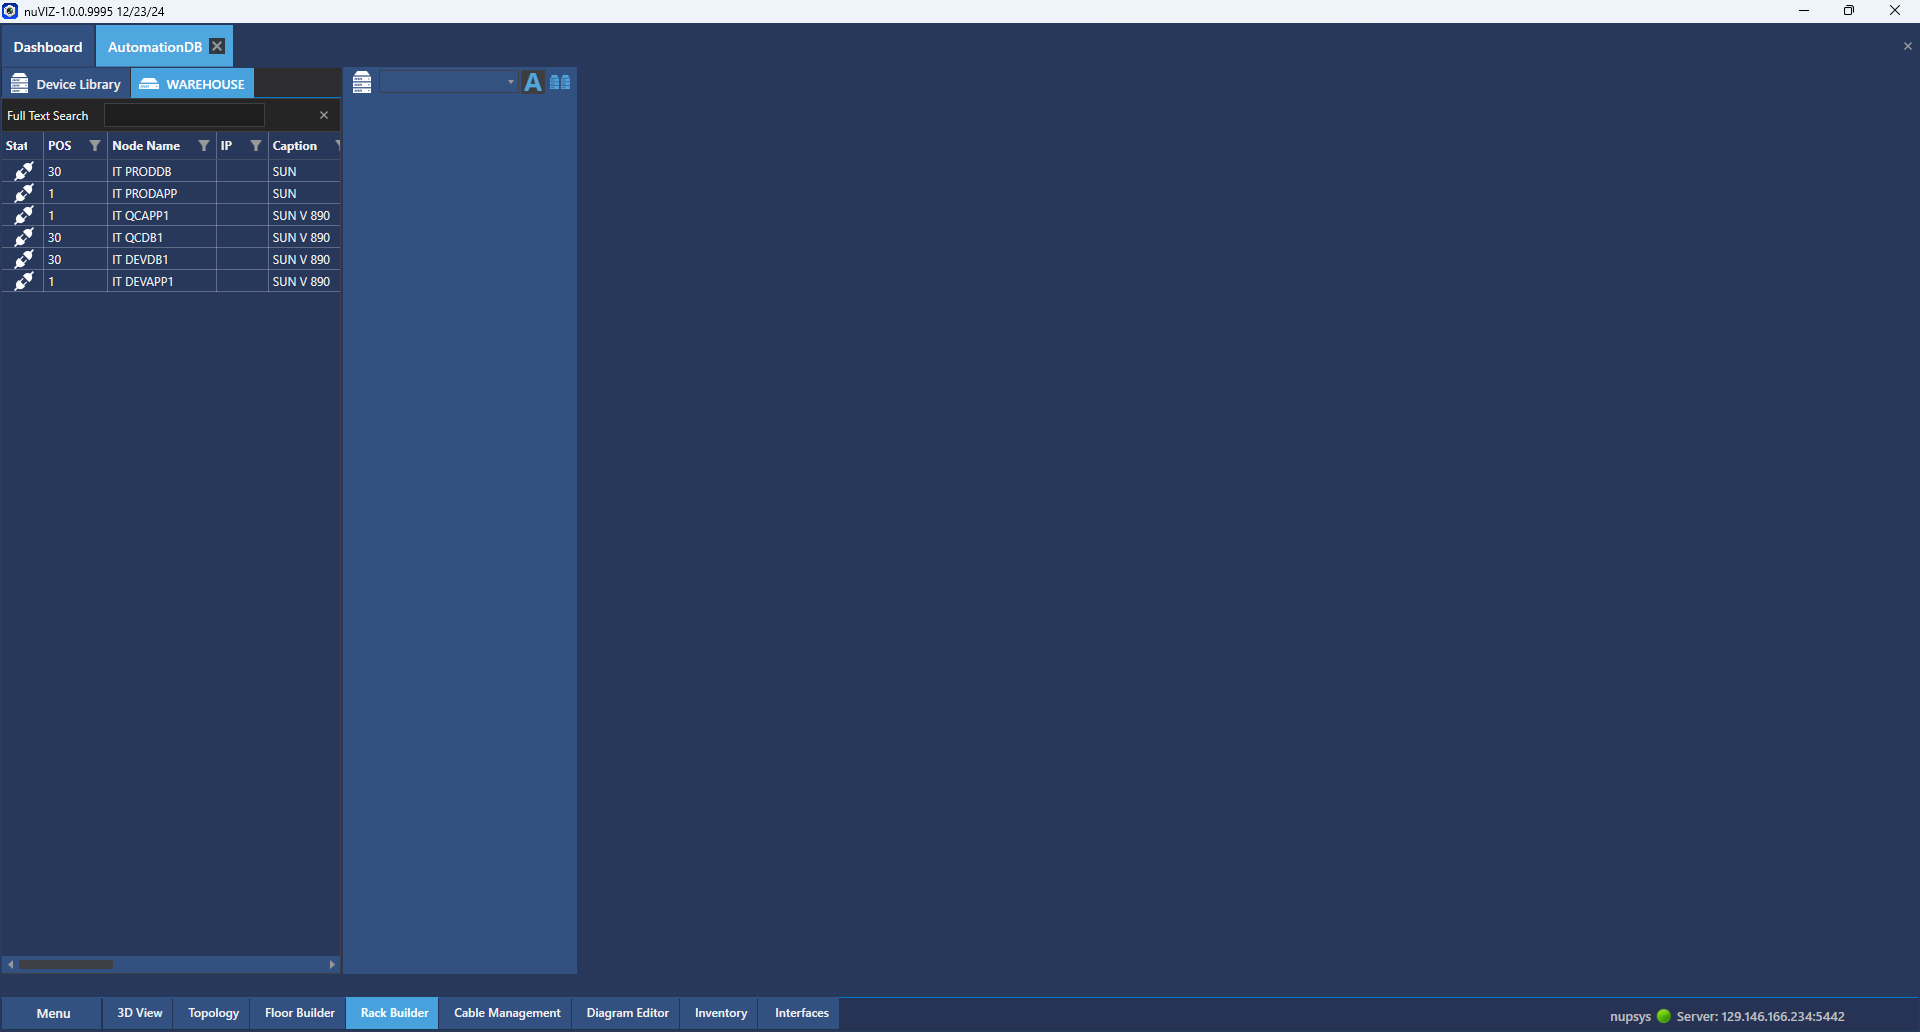 nuVIZ-1.0.0.9995 12/23/24
Dashboard AutomationDB
Device Library WAREHOUSE A
Full Text Search
Stat POS Node Name IP Caption
30 IT PRODDB SUN
1 IT PRODAPP SUN
1 IT QCAPP1 SUN V 890
30 IT QCDB1 SUN V 890
30 IT DEVDB1 SUN V 890
1 IT DEVAPP1 SUN V 890
Menu 3D View Topology Floor Builder Rack Builder Cable Management Diagram Editor Inventory Interfaces
nupsys Server: 129.146.166.234:5442